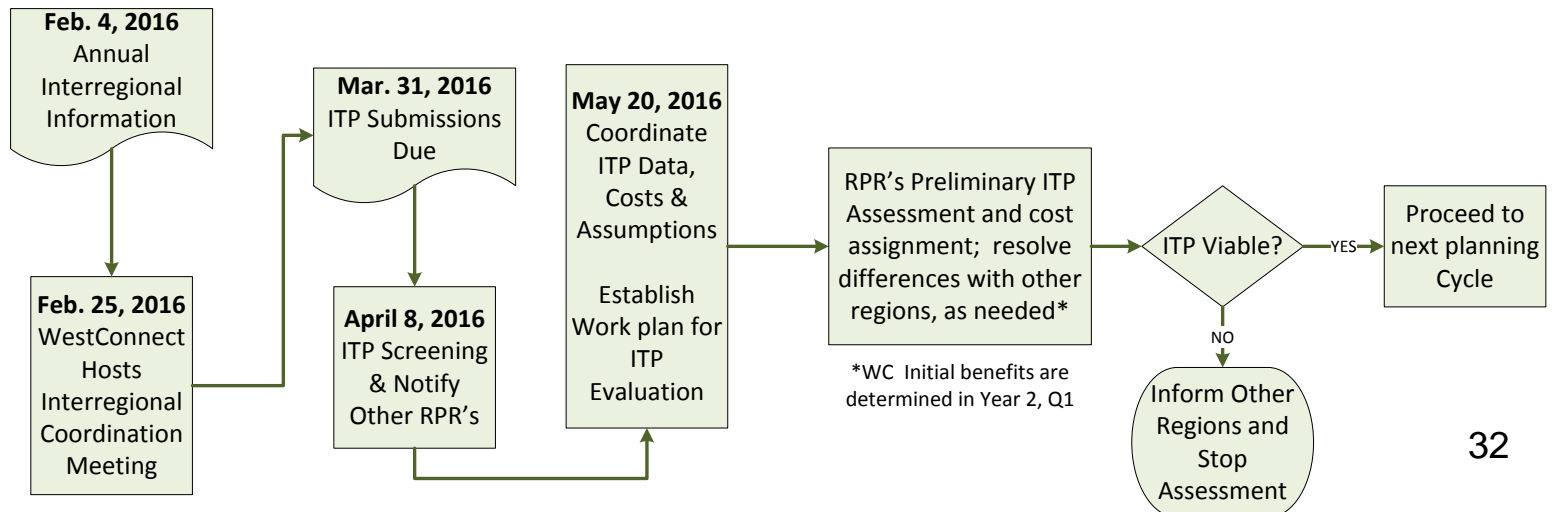 Feb. 4, 2016
Annual
Interregional
Information
Feb. 25, 2016
WestConnect
Hosts
Interregional
Coordination
Meeting
Mar. 31, 2016
ITP Submissions
Due
April 8, 2016
ITP Screening
& Notify
Other RPR's
May 20, 2016
Coordinate
ITP Data,
Costs &
Assumptions
Establish
Work plan for
ITP
Evaluation
RPR's Preliminary ITP
Assessment and cost
assignment;  resolve
differences with other
regions, as needed*
*WC  Initial benefits are
determined in Year 2, Q1
ITP Viable?
YES
Proceed to
next planning
Cycle
NO
Inform Other
Regions and
Stop
Assessment
32